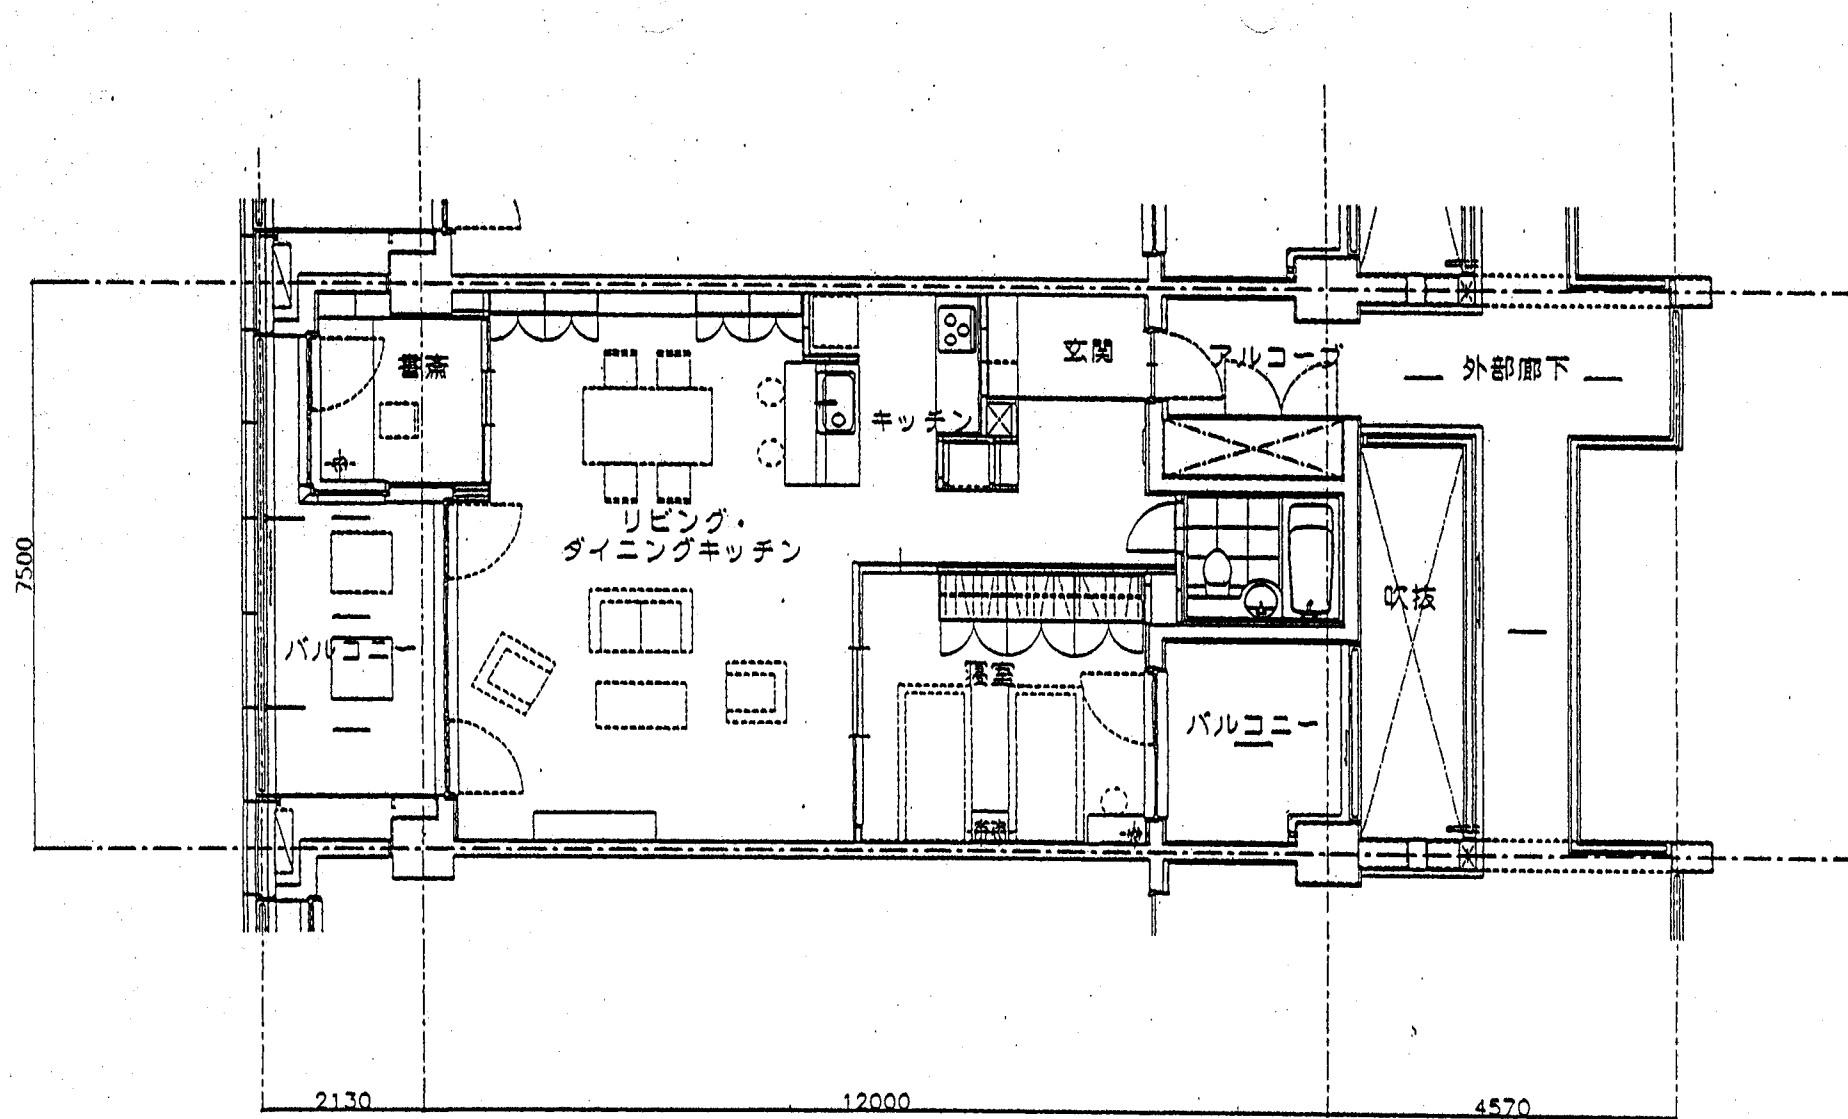 書斎
玄関
アルコーブ
外部廊下
キッチン
リビング・
ダイニングキッチン
7500
吹抜
バルコニー
寝室
バルコニー
2130
12000
4570